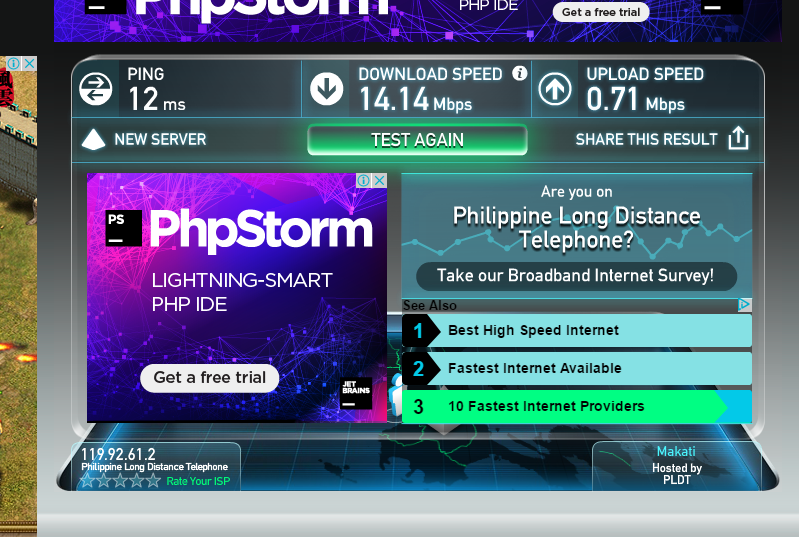 PhpStorm
PHP IDE
Get a free trial
PING
12 ms
DOWNLOAD SPEED
14.14 Mbps
UPLOAD SPEED
0.71 Mbps
NEW SERVER
TEST AGAIN
SHARE THIS RESULT
PS
PhpStorm
LIGHTNING-SMART
PHP IDE
Get a free trial
JET
BRAINS
Are you on
Philippine Long Distance
Telephone?
Take our Broadband Internet Survey!
See Also
1 Best High Speed Internet
2 Fastest Internet Available
3 10 Fastest Internet Providers
119.92.61.2
Philippine Long Distance Telephone
Rate Your ISP
Makati
Hosted by
PLDT